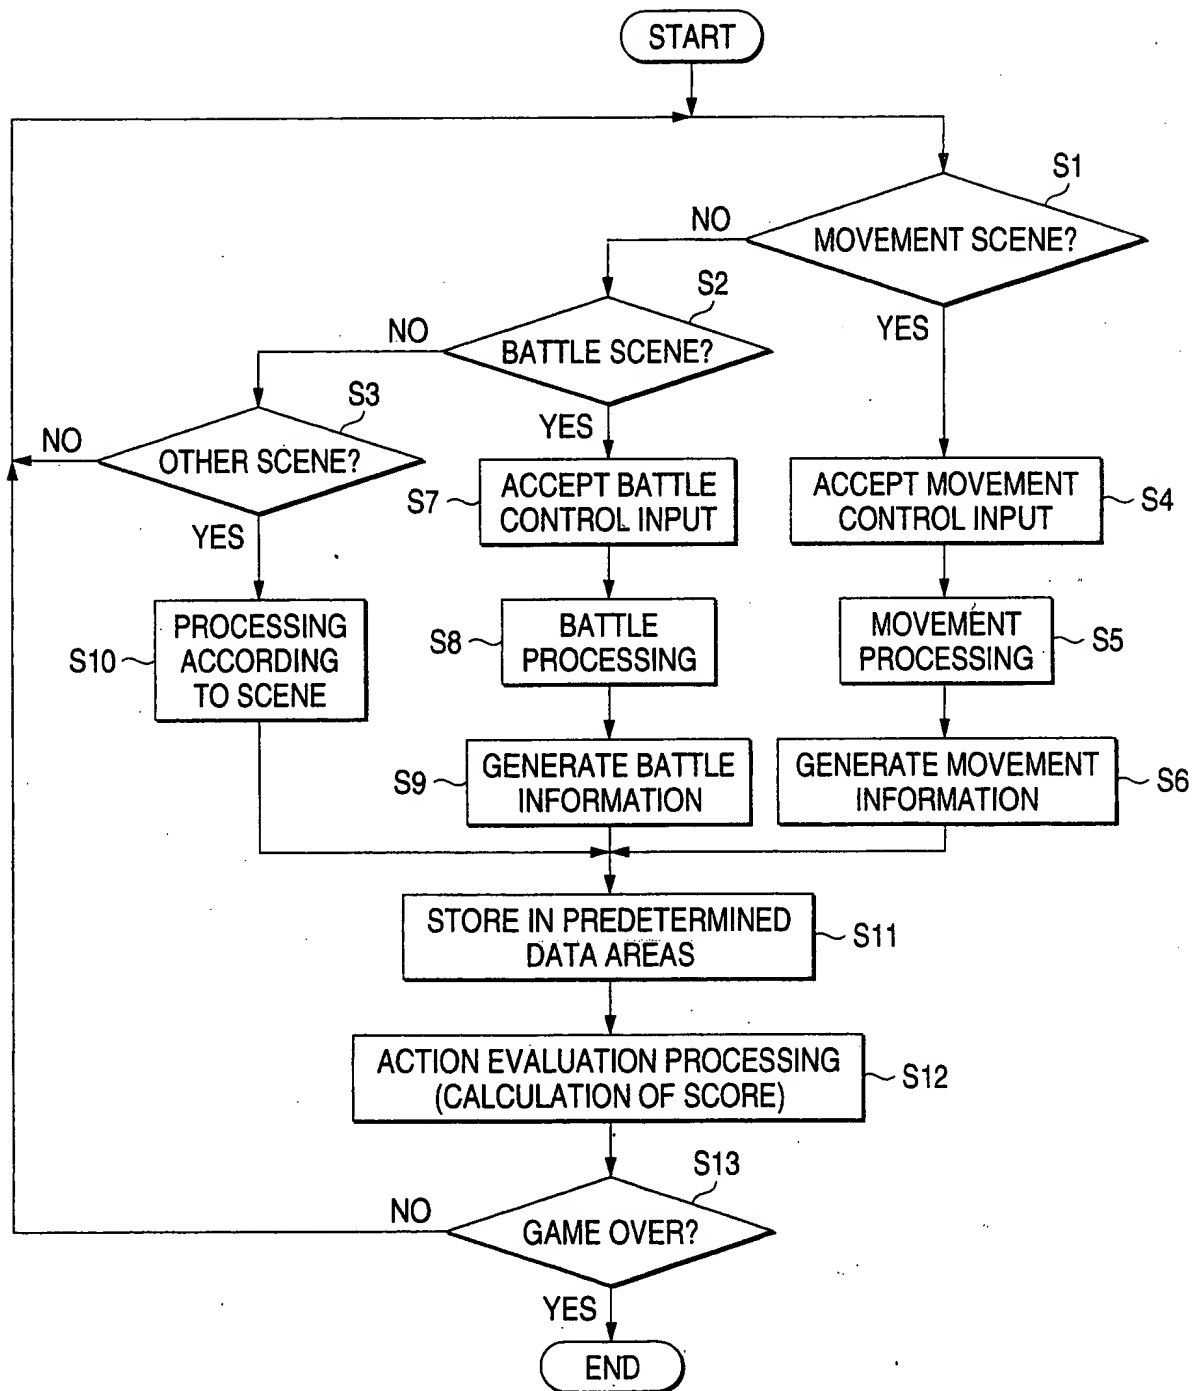 START
S1
MOVEMENT SCENE?
NO
YES
S2
BATTLE SCENE?
NO
YES
S3
OTHER SCENE?
NO
YES
S7
ACCEPT BATTLE
CONTROL INPUT
ACCEPT MOVEMENT
CONTROL INPUT
S4
S10
PROCESSING
ACCORDING
TO SCENE
S8
BATTLE
PROCESSING
MOVEMENT
PROCESSING
S5
S9
GENERATE BATTLE
INFORMATION
GENERATE MOVEMENT
INFORMATION
S6
STORE IN PREDETERMINED
DATA AREAS
S11
ACTION EVALUATION PROCESSING
(CALCULATION OF SCORE)
S12
S13
GAME OVER?
NO
YES
END